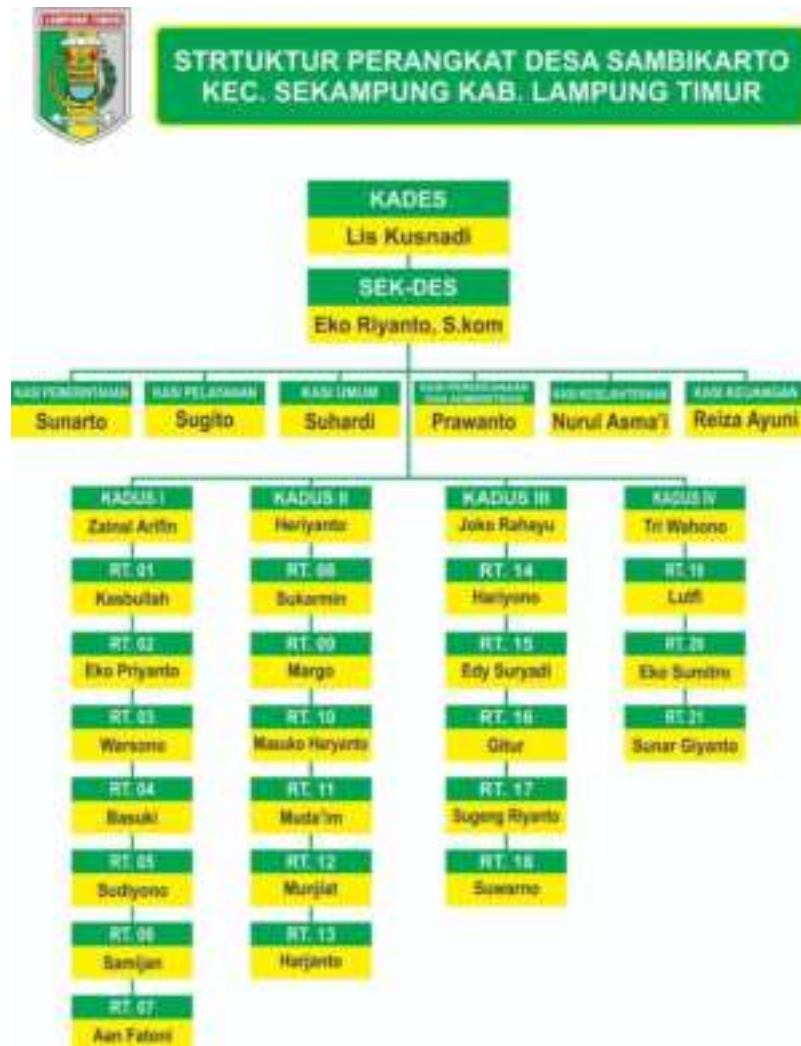 LAMPUNG TIMUR
STRTUKTUR PERANGKAT DESA SAMBIKARTO
KEC. SEKAMPUNG KAB. LAMPUNG TIMUR
KADES
Lis Kusnadi
SEK-DES
Eko Riyanto, S.kom
KASI PEMERINTAHAN
Sunarto
KASI PELAYANAN
Sugito
KASI UMUM
Suhardi
Prawanto
Nurul Asma'i
KASI KEUANGAN
Reiza Ayuni
KADUS I
Zainal Arifin
RT. 01
Kasbullah
RT. 02
Eko Priyanto
RT. 03
Warsono
RT. 04
Basuki
RT. 05
Sudiyono
RT. 06
Samijan
RT. 07
Aan Fatoni
KADUS II
Heriyanto
RT. 08
Sukarmin
RT. 09
Margo
RT. 10
Masuko Haryanto
RT. 11
Muda'im
RT. 12
Munjiat
RT. 13
Harjanto
KADUS III
Joko Rahayu
RT. 14
Hariyono
RT. 15
Edy Suryadi
RT. 16
Gitur
RT. 17
Sugeng Riyanto
RT. 18
Suwarno
KADUS IV
Tri Wahono
RT. 19
Lutfi
RT. 20
Eko Sumitro
RT. 21
Sunar Giyanto